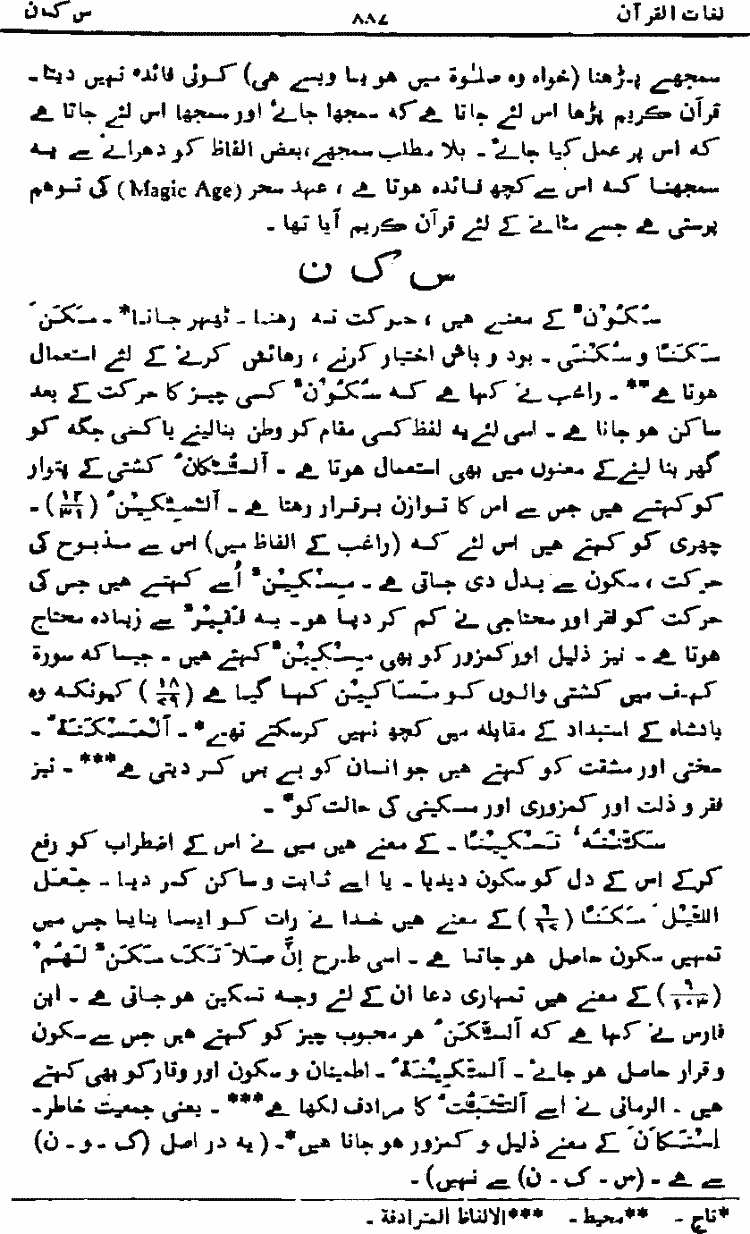 لغات القرآن ۸۸۷ س ک ن
سمجھے پڑھنا (خواہ وہ صلٰوۃ میں ہو یا ویسے ہی) کوئی فائدہ نہیں دیتا۔
قرآن کریم پڑھا اس لئے جاتا ہے کہ سمجھا جائے اور سمجھا اس لئے جاتا ہے
کہ اس پر عمل کیا جائے۔ بلا مطلب سمجھے، بعض الفاظ کو دھرانے سے یہ
سمجھنا کہ اس سے کچھ فائدہ ہوتا ہے، عہد سحر (Magic Age) کی توہم
پرستی ہے جسے مٹانے کے لئے قرآن کریم آیا تھا۔
س ک ن
سُکُوْنٌ کے معنے ہیں، حرکت نہ رھنا۔ ٹھہر جانا*۔ سَکَنَ
سَکَنًا و سُکْنٰی۔ بود و باش اختیار کرنے، رھائش کرنے کے لئے استعمال
ہوتا ہے**۔ راغب نے کہا ہے کہ سُکُوْنٌ کسی چیز کا حرکت کے بعد
ساکن ہو جانا ہے۔ اسی لئے یہ لفظ کسی مقام کو وطن بنالینے یا کسی جگہ کو
گھر بنا لینے کے معنوں میں بھی استعمال ہوتا ہے۔ اَلسُّکَّانُ کشتی کے پتوار
کو کہتے ہیں جس سے اس کا توازن برقرار رھتا ہے۔ اَلسِّکِّیْنُ (۱۲/۳۱)۔
چھری کو کہتے ہیں اس لئے کہ (راغب کے الفاظ میں) اس سے مذبوح کی
حرکت، سکون سے بدل دی جاتی ہے۔ مِسْکِیْنٌ اُسے کہتے ہیں جس کی
حرکت کو فقر اور محتاجی نے کم کر دیا ہو۔ یہ فَقِیْرٌ سے زیادہ محتاج
ہوتا ہے۔ نیز ذلیل اور کمزور کو بھی مِسْکِیْنٌ کہتے ہیں۔ جیسا کہ سورۃ
کہف میں کشتی والوں کو مَسَاکِیْنَ کہا گیا ہے (۱۸/۷۹) کیونکہ وہ
بادشاہ کے استبداد کے مقابلہ میں کچھ نہیں کرسکتے تھے*۔ اَلْمَسْکَنَۃُ۔
سختی اور مشقت کو کہتے ہیں جو انسان کو بے بس کر دیتی ہے***۔ نیز
فقر و ذلت اور کمزوری اور مسکینی کی حالت کو*۔
سَکَّنْتُہٗ تَسْکِیْنًا۔ کے معنے ہیں میں نے اس کے اضطراب کو رفع
کرکے اس کے دل کو سکون دیدیا۔ یا اسے ثابت و ساکن کر دیا۔ جَعَلَ
اللَّیْلَ سَکَنًا (۶/۹۷) کے معنے ہیں خدا نے رات کو ایسا بنایا جس میں
تمہیں سکون حاصل ہو جاتا ہے۔ اسی طرح اِنَّ صَلٰوتَکَ سَکَنٌ لَہُمْ
(۹/۱۰۳) کے معنے ہیں تمہاری دعا ان کے لئے وجہ تسکین ہو جاتی ہے۔ ابن
فارس نے کہا ہے کہ اَلسَّکَنُ ہر محبوب چیز کو کہتے ہیں جس سے سکون
و قرار حاصل ہو جائے۔ اَلسَّکِیْنَۃُ۔ اطمینان و سکون اور وقار کو بھی کہتے
ہیں۔ الرمانی نے اسے اَلتَّثَبُّتُ کا مرادف لکھا ہے***۔ یعنی جمعیت خاطر۔
اِسْتَکَانَ کے معنے ذلیل و کمزور ہو جانا ہیں*۔ (یہ در اصل (ک ۔ و ۔ ن)
سے ہے۔ (س ۔ ک ۔ ن) سے نہیں)۔
*تاج ۔ **محیط ۔ ***الالفاظ المترادفۃ ۔